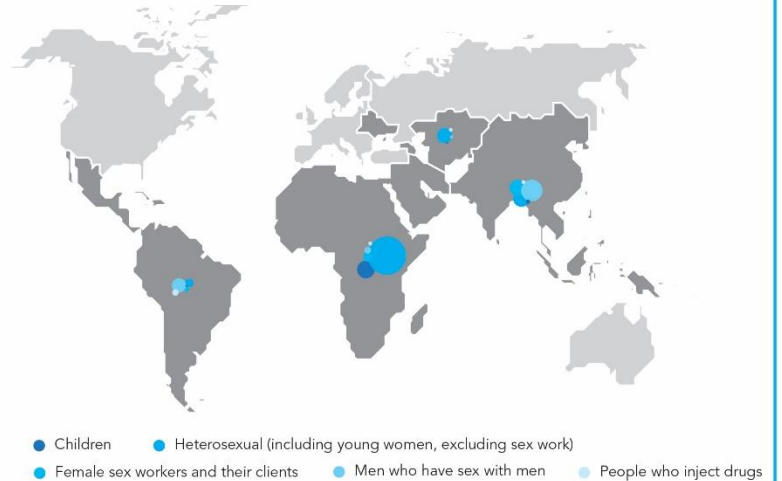 Children Heterosexual (including young women, excluding sex work)
Female sex workers and their clients Men who have sex with men People who inject drugs